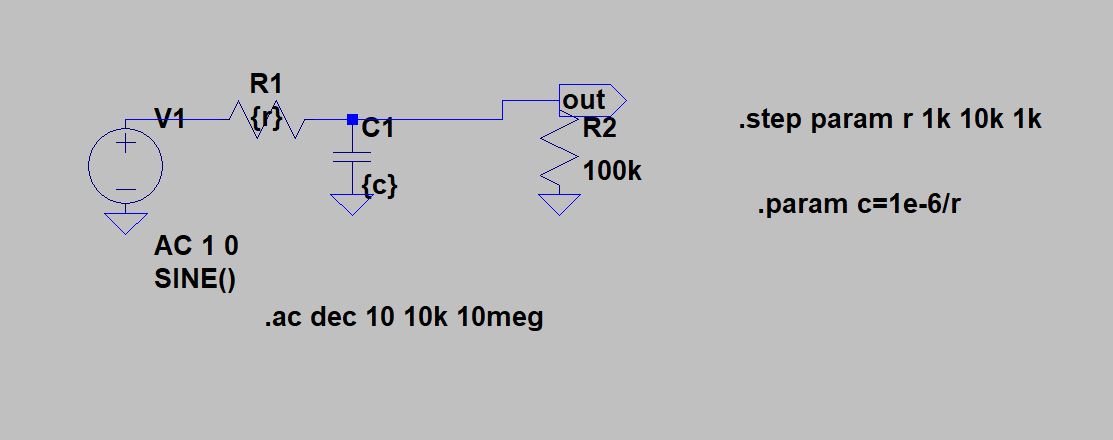 R1
V1
{r}
C1
{c}
out
R2
100k
.step param r 1k 10k 1k
.param c=1e-6/r
AC 1 0
SINE()
.ac dec 10 10k 10meg